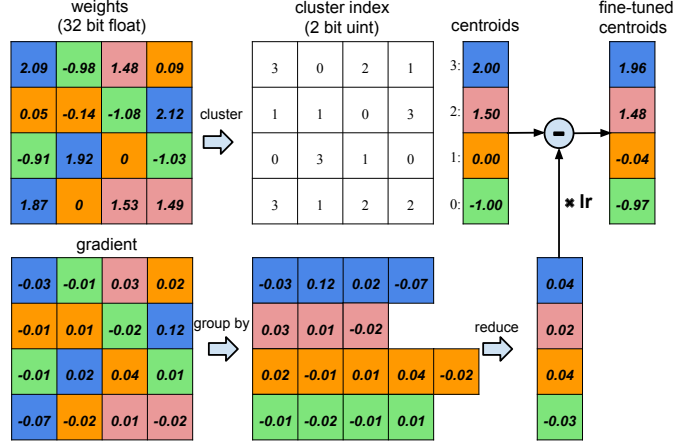 weights
(32 bit float)
cluster index
(2 bit uint)
centroids
fine-tuned
centroids
2.09 -0.98 1.48 0.09
0.05 -0.14 -1.08 2.12
-0.91 1.92 0 -1.03
1.87 0 1.53 1.49
cluster
3 0 2 1
1 1 0 3
0 3 1 0
3 1 2 2
3: 2.00
2: 1.50
1: 0.00
0: -1.00
-
× lr
1.96
1.48
-0.04
-0.97
gradient
-0.03 -0.01 0.03 0.02
-0.01 0.01 -0.02 0.12
-0.01 0.02 0.04 0.01
-0.07 -0.02 0.01 -0.02
group by
-0.03 0.12 0.02 -0.07
0.03 0.01 -0.02
0.02 -0.01 0.01 0.04 -0.02
-0.01 -0.02 -0.01 0.01
reduce
0.04
0.02
0.04
-0.03